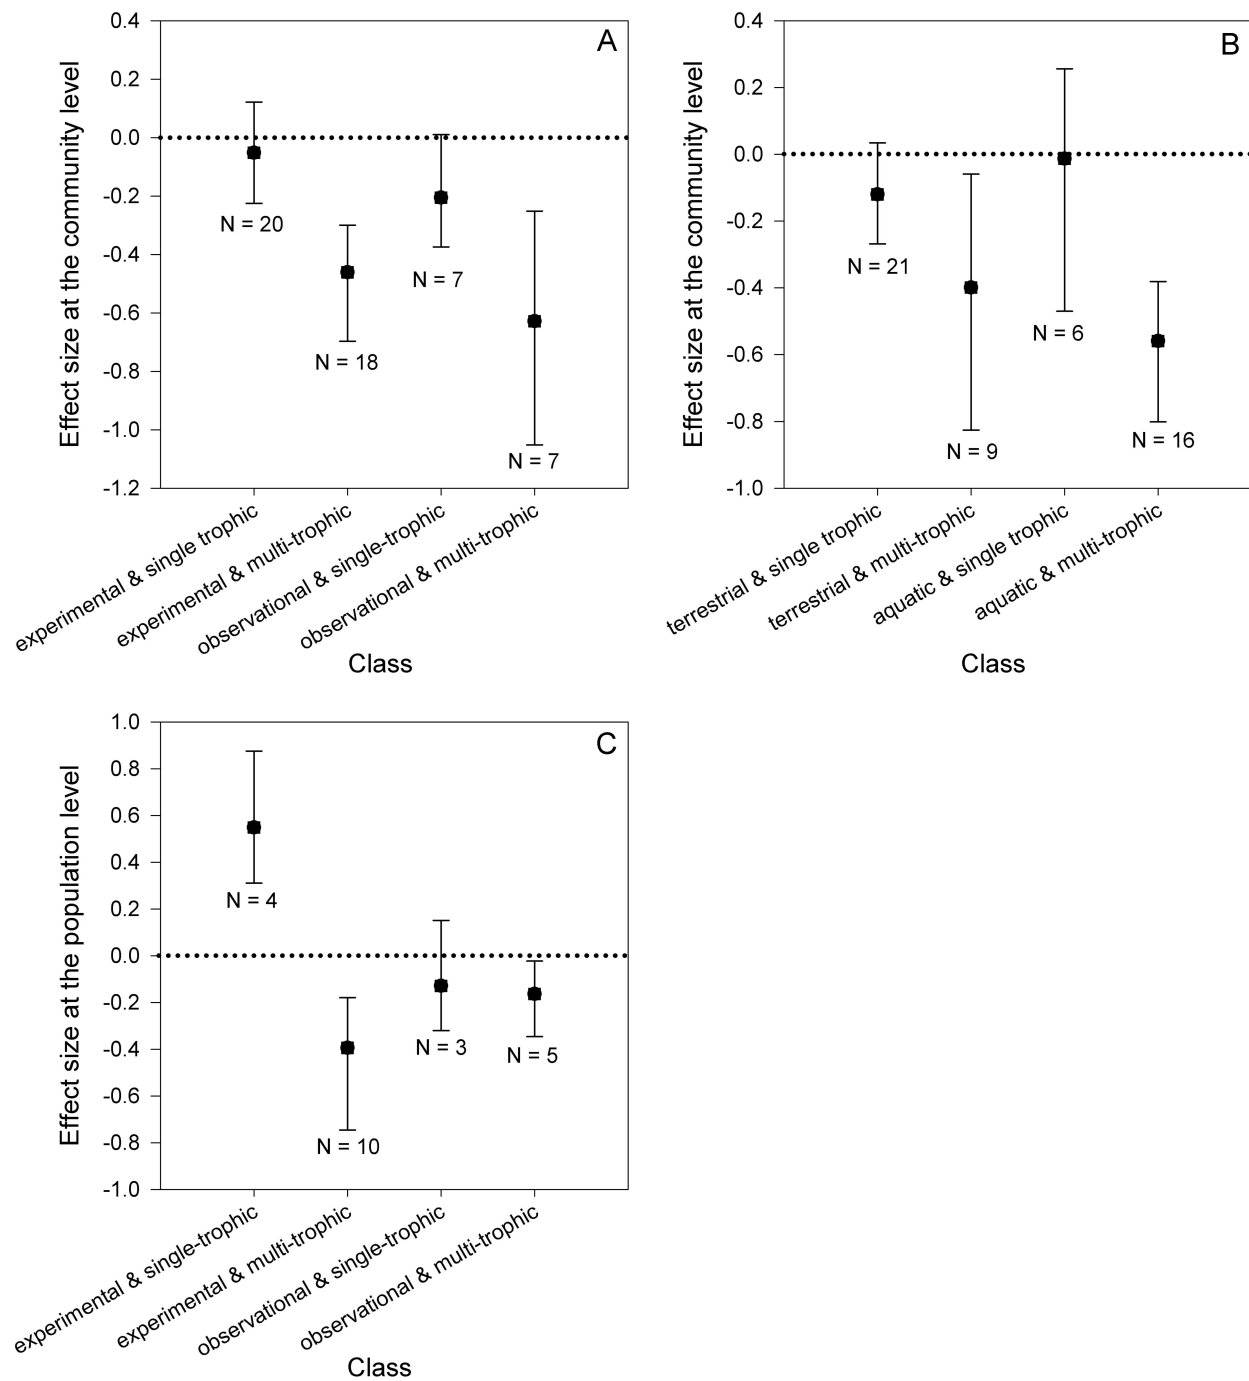 A
Effect size at the community level
0.4
0.2
0.0
-0.2
-0.4
-0.6
-0.8
-1.0
-1.2
N = 20
N = 18
N = 7
N = 7
experimental & single trophic
experimental & multi-trophic
observational & single-trophic
observational & multi-trophic
Class
B
Effect size at the community level
0.4
0.2
0.0
-0.2
-0.4
-0.6
-0.8
-1.0
N = 21
N = 9
N = 6
N = 16
terrestrial & single trophic
terrestrial & multi-trophic
aquatic & single trophic
aquatic & multi-trophic
Class
C
Effect size at the population level
1.0
0.8
0.6
0.4
0.2
0.0
-0.2
-0.4
-0.6
-0.8
-1.0
N = 4
N = 10
N = 3
N = 5
experimental & single-trophic
experimental & multi-trophic
observational & single-trophic
observational & multi-trophic
Class